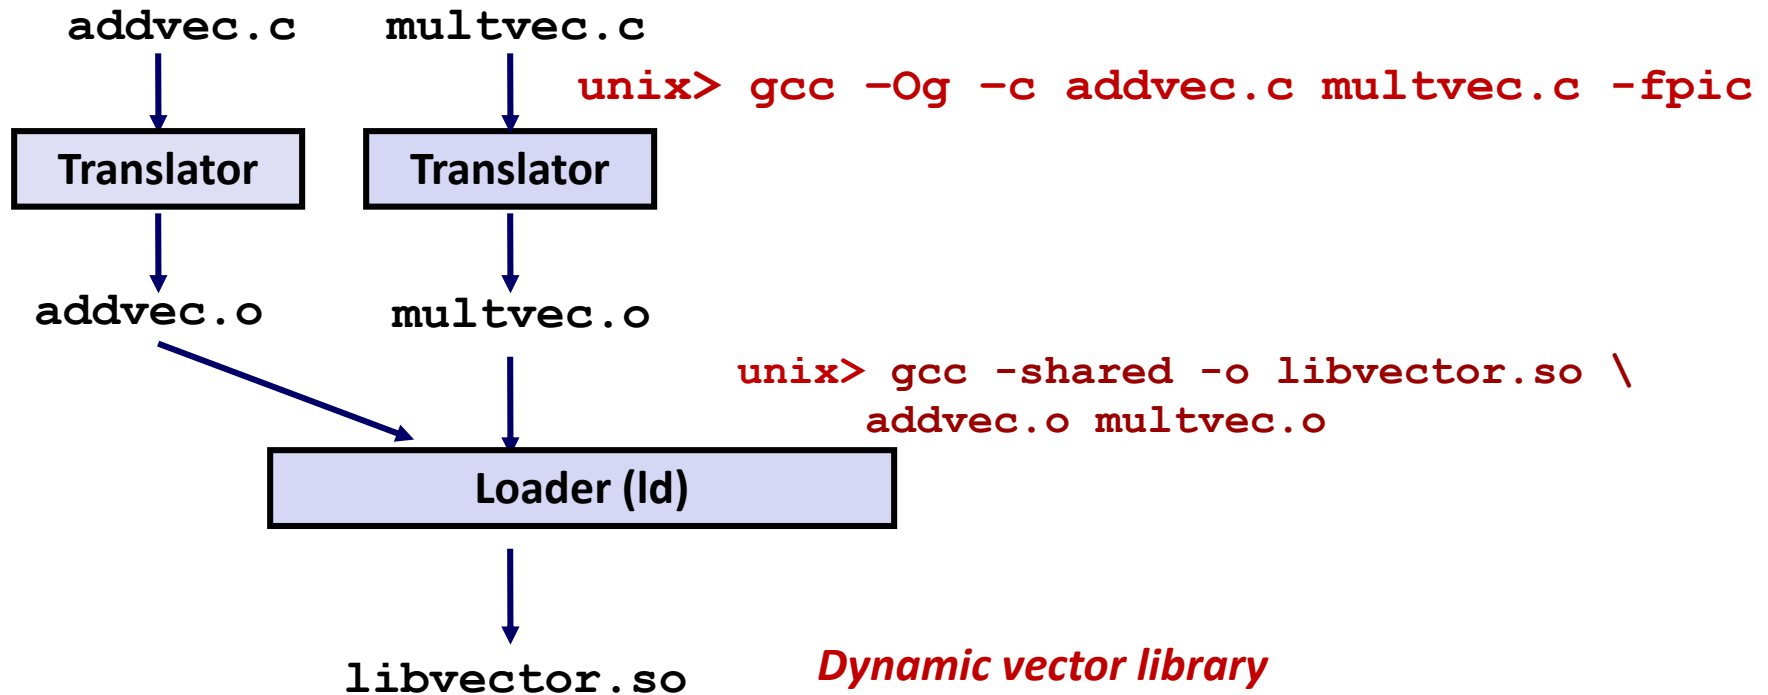 addvec.c multvec.c
unix> gcc –Og –c addvec.c multvec.c -fpic
Translator Translator
addvec.o multvec.o
unix> gcc -shared -o libvector.so \
addvec.o multvec.o
Loader (ld)
libvector.so
Dynamic vector library